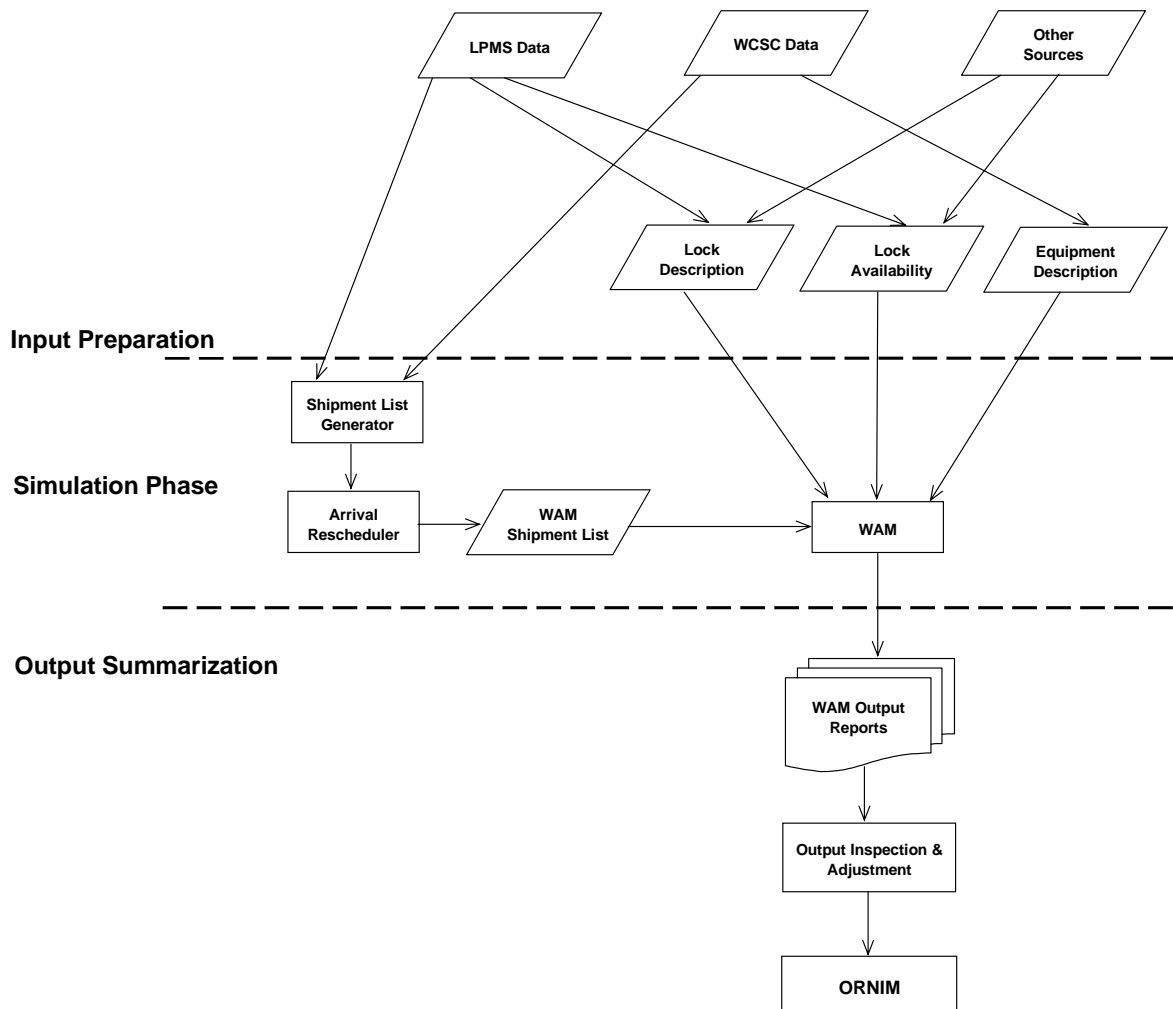 LPMS Data
WCSC Data
Other
Sources
Lock
Description
Lock
Availability
Equipment
Description
Input Preparation
Shipment List
Generator
Simulation Phase
Arrival
Rescheduler
WAM
Shipment List
WAM
Output Summarization
WAM Output
Reports
Output Inspection &
Adjustment
ORNIM